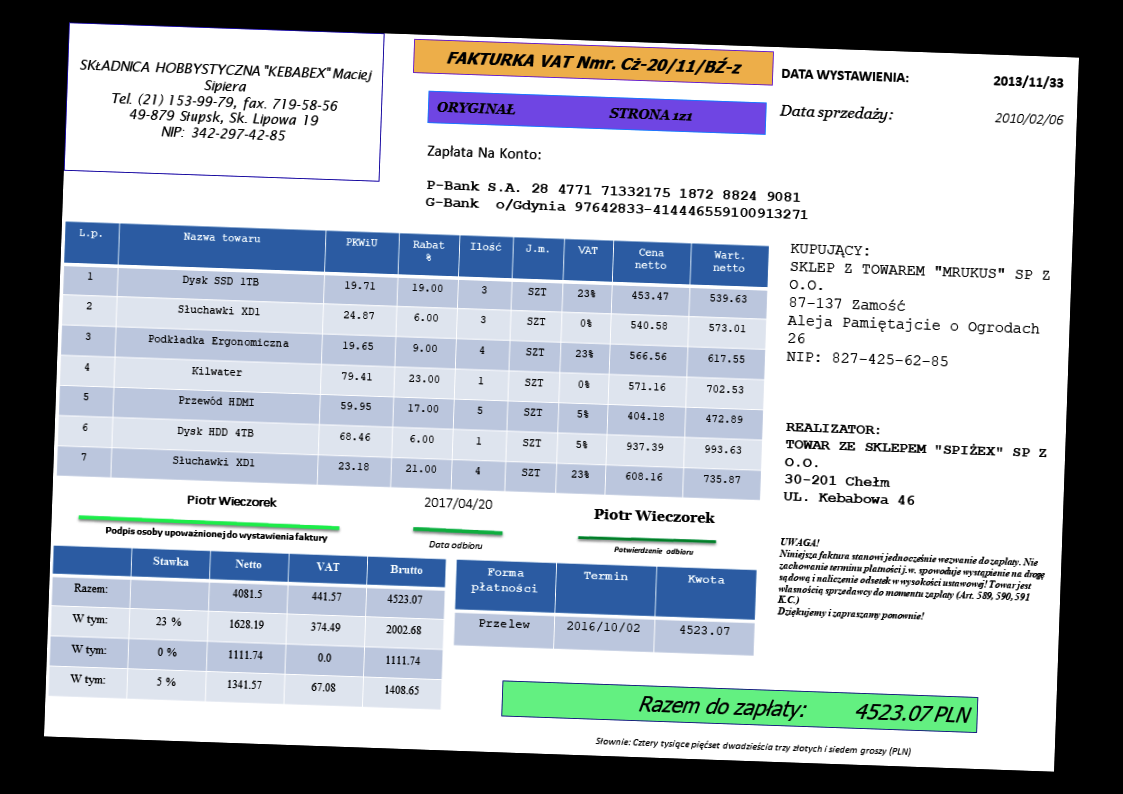 SKŁADNICA HOBBYSTYCZNA "KEBABEX" Maciej
Sipiera
Tel. (21) 153-99-79, fax. 719-58-56
49-879 Słupsk, Sk. Lipowa 19
NIP: 342-297-42-85
FAKTURKA VAT Nmr. Cż-20/11/BŹ-z
ORYGINAŁ STRONA 1z1
DATA WYSTAWIENIA: 2013/11/33
Data sprzedaży: 2010/02/06
Zapłata Na Konto:
P-Bank S.A. 28 4771 71332175 1872 8824 9081
G-Bank o/Gdynia 97642833-414446559100913271
L.p. Nazwa towaru PKWiU Rabat % Ilość J.m. VAT Cena netto Wart. netto
1 Dysk SSD 1TB 19.71 19.00 3 SZT 23% 453.47 539.63
2 Słuchawki XD1 24.87 6.00 3 SZT 0% 540.58 573.01
3 Podkładka Ergonomiczna 19.65 9.00 4 SZT 23% 566.56 617.55
4 Kilwater 79.41 23.00 1 SZT 0% 571.16 702.53
5 Przewód HDMI 59.95 17.00 5 SZT 5% 404.18 472.89
6 Dysk HDD 4TB 68.46 6.00 1 SZT 5% 937.39 993.63
7 Słuchawki XD1 23.18 21.00 4 SZT 23% 608.16 735.87
KUPUJĄCY:
SKLEP Z TOWAREM "MRUKUS" SP Z
O.O.
87-137 Zamość
Aleja Pamiętajcie o Ogrodach
26
NIP: 827-425-62-85
REALIZATOR:
TOWAR ZE SKLEPEM "SPIŻEX" SP Z
O.O.
30-201 Chełm
UL. Kebabowa 46
Piotr Wieczorek
Podpis osoby upoważnionej do wystawienia faktury
2017/04/20
Data odbioru
Piotr Wieczorek
Potwierdzenie odbioru
UWAGA!
Niniejsza faktura stanowi jednocześnie wezwanie do zapłaty. Nie
zachowanie terminu płatności j.w. spowoduje wystąpienie na drogę
sądową i naliczenie odsetek w wysokości ustawowej! Towar jest
własnością sprzedawcy do momentu zapłaty (Art. 589, 590, 591
K.C.)
Dziękujemy i zapraszamy ponownie!
Stawka Netto VAT Brutto
Razem: 4081.5 441.57 4523.07
W tym: 23 % 1628.19 374.49 2002.68
W tym: 0 % 1111.74 0.0 1111.74
W tym: 5 % 1341.57 67.08 1408.65
Forma płatności Termin Kwota
Przelew 2016/10/02 4523.07
Razem do zapłaty: 4523.07 PLN
Słownie: Cztery tysiące pięćset dwadzieścia trzy złotych i siedem groszy (PLN)